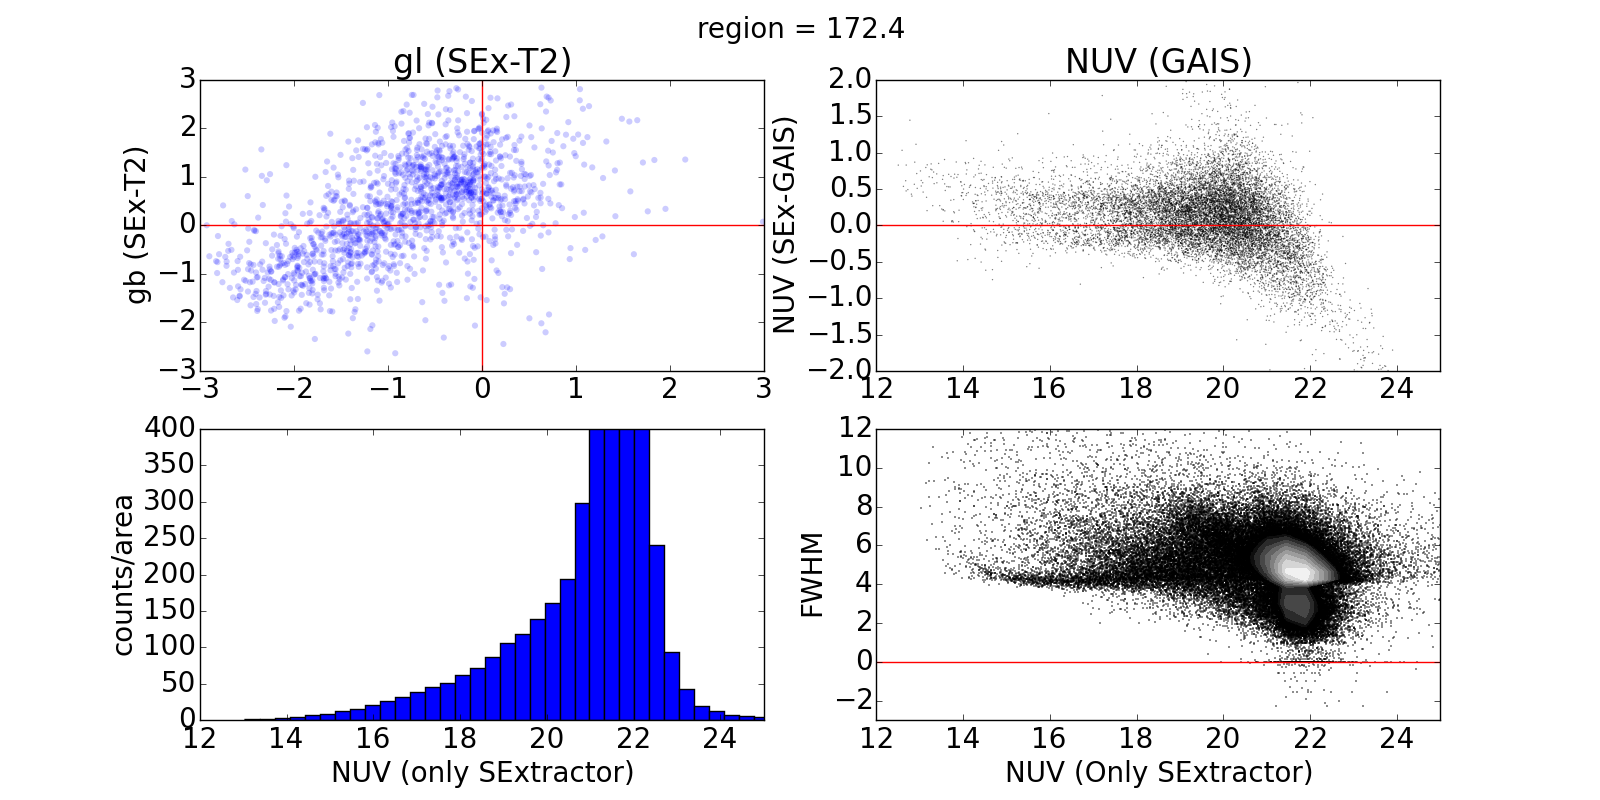 region = 172.4
gl (SEx-T2)
NUV (GAIS)
gb (SEx-T2)
3
2
1
0
−1
−2
−3
−3 −2 −1 0 1 2 3
NUV (SEx-GAIS)
2.0
1.5
1.0
0.5
0.0
−0.5
−1.0
−1.5
−2.0
12 14 16 18 20 22 24
counts/area
400
350
300
250
200
150
100
50
0
12 14 16 18 20 22 24
NUV (only SExtractor)
FWHM
12
10
8
6
4
2
0
−2
12 14 16 18 20 22 24
NUV (Only SExtractor)